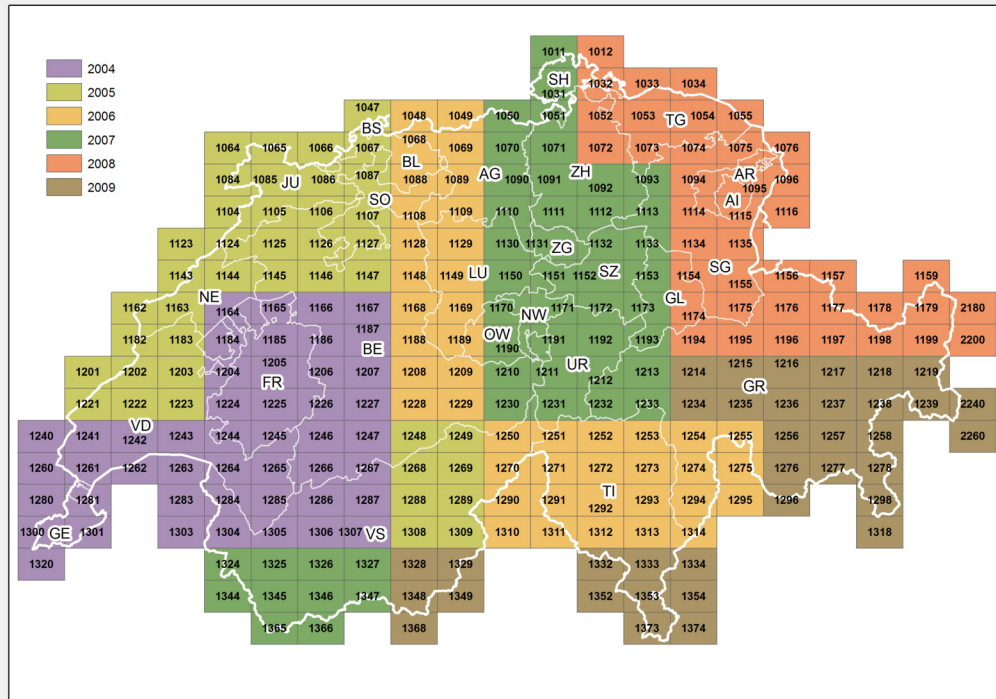 2004
2005
2006
2007
2008
2009
1011 1012
SH
1031 1032 1033 1034
1047 1048 1049 1050 1051 1052 1053 1054 1055
BS TG
1064 1065 1066 1067 1068 1069 1070 1071 1072 1073 1074 1075 1076
BL
1084 1085 1086 1087 1088 1089 1090 1091 1092 1093 1094 1095 1096
JU SO AG ZH AR AI
1104 1105 1106 1107 1108 1109 1110 1111 1112 1113 1114 1115 1116
1123 1124 1125 1126 1127 1128 1129 1130 1131 1132 1133 1134 1135
ZG
1143 1144 1145 1146 1147 1148 1149 1150 1151 1152 1153 1154 1155 1156 1157 1159
NE LU SZ GL SG
1162 1163 1164 1165 1166 1167 1168 1169 1170 1171 1172 1173 1174 1175 1176 1177 1178 1179 2180
NW
1182 1183 1184 1185 1186 1187 1188 1189 1190 1191 1192 1193 1194 1195 1196 1197 1198 1199 2200
BE OW
1201 1202 1203 1204 1205 1206 1207 1208 1209 1210 1211 1212 1213 1214 1215 1216 1217 1218 1219
FR UR GR
1221 1222 1223 1224 1225 1226 1227 1228 1229 1230 1231 1232 1233 1234 1235 1236 1237 1238 1239 2240
VD
1240 1241 1242 1243 1244 1245 1246 1247 1248 1249 1250 1251 1252 1253 1254 1255 1256 1257 1258 2260
1260 1261 1262 1263 1264 1265 1266 1267 1268 1269 1270 1271 1272 1273 1274 1275 1276 1277 1278
1280 1281 1283 1284 1285 1286 1287 1288 1289 1290 1291 1292 1293 1294 1295 1296 1298
TI
1300 1301 1303 1304 1305 1306 1307 1308 1309 1310 1311 1312 1313 1314 1318
GE VS
1320 1324 1325 1326 1327 1328 1329 1332 1333 1334
1344 1345 1346 1347 1348 1349 1352 1353 1354
1365 1366 1368 1373 1374